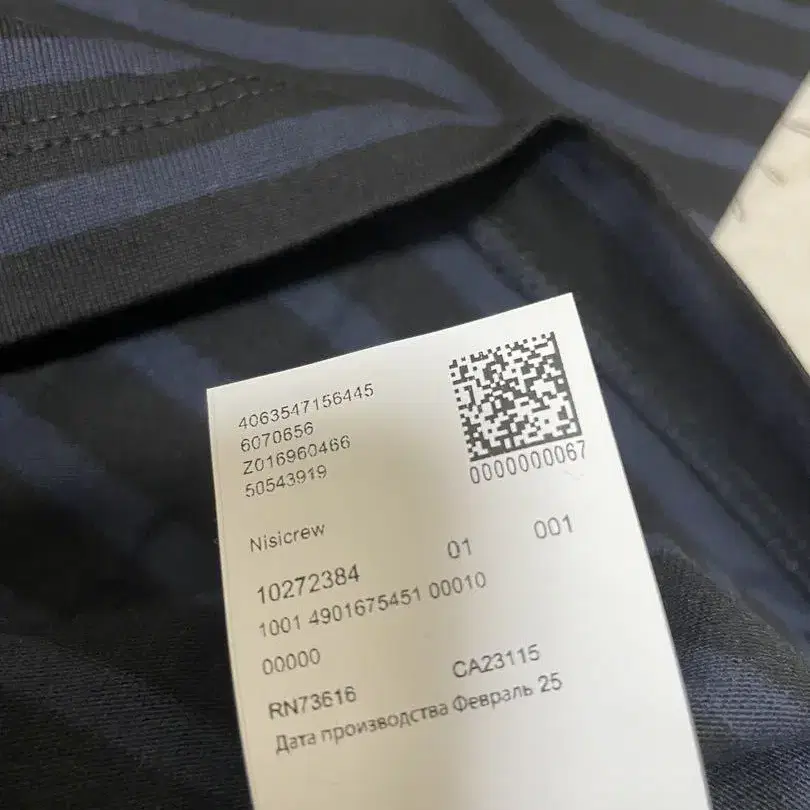 4063547156445
6070656
Z016960466
50543919
0000000067
Nisicrew
10272384 01 001
1001 4901675451 00010
00000
RN73616 CA23115
Дата производства Февраль 25